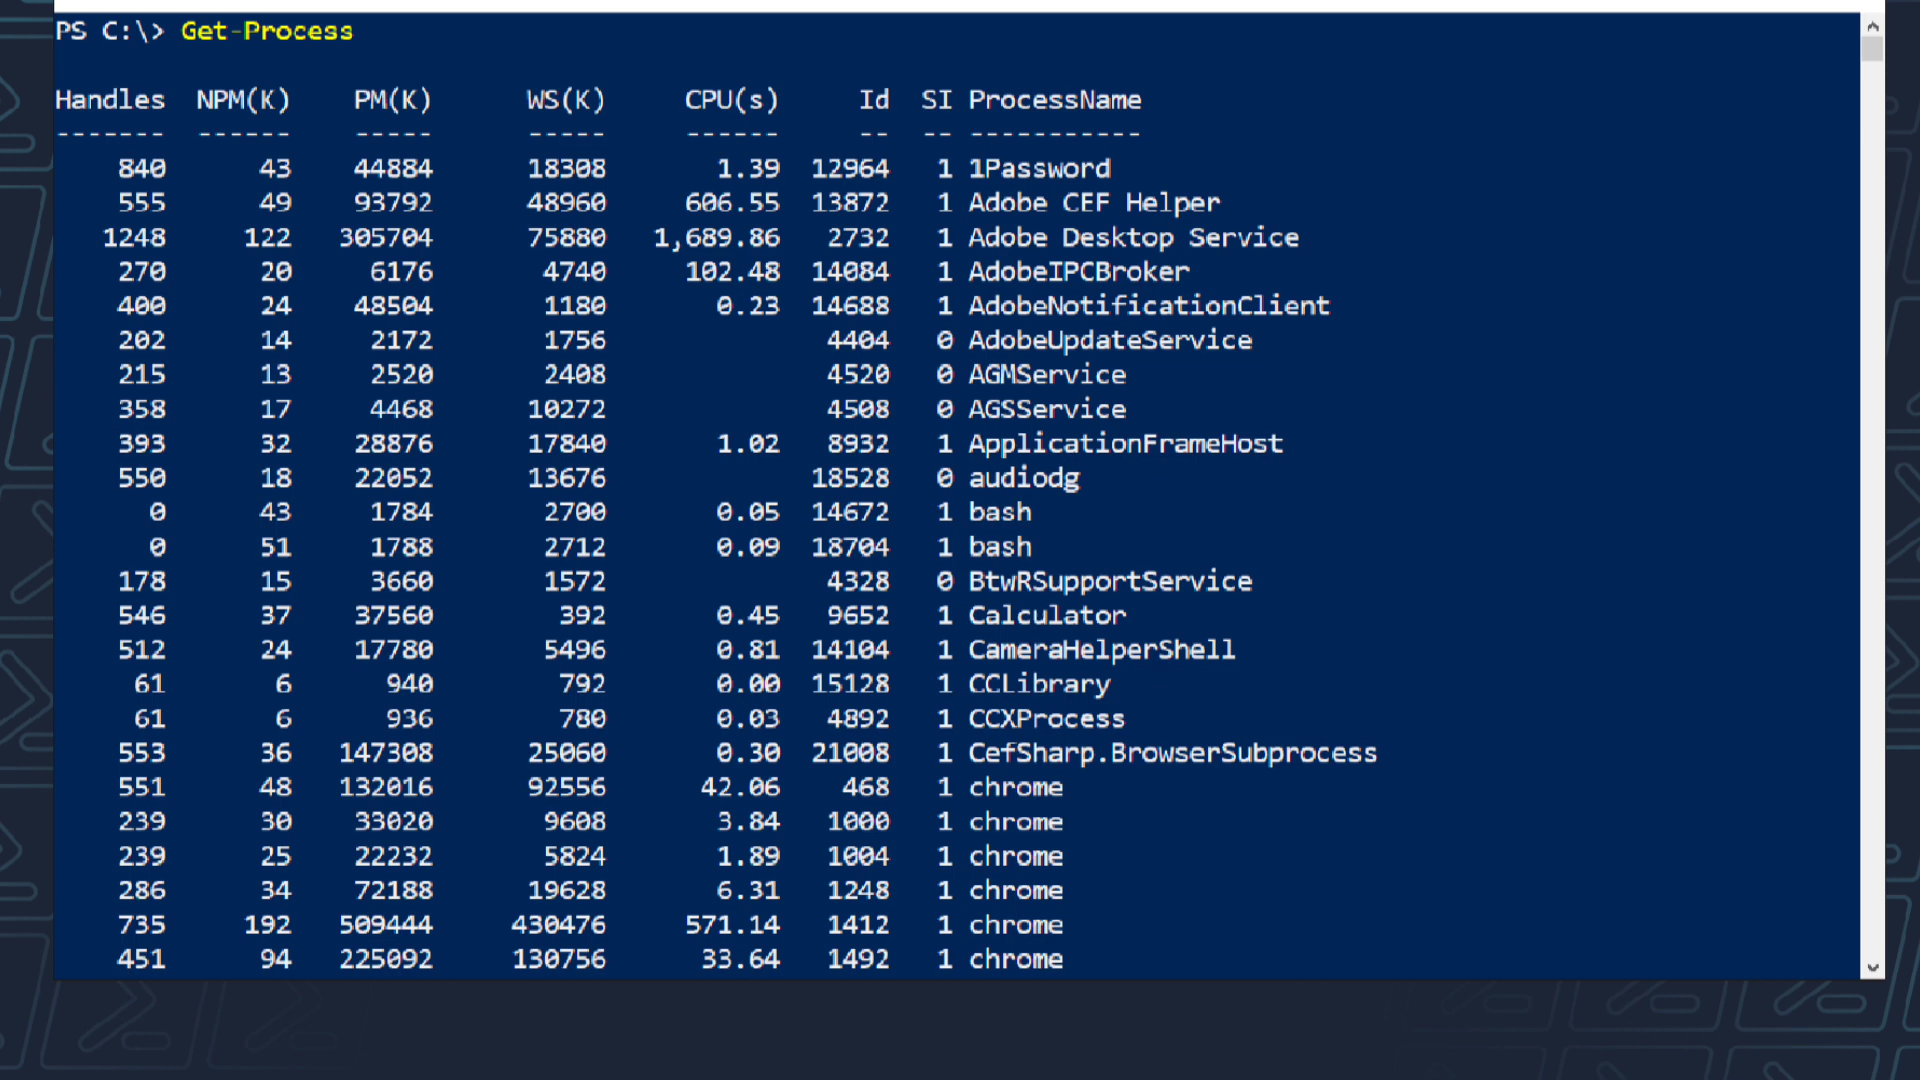 PS C:\> Get-Process
Handles  NPM(K)    PM(K)      WS(K)     CPU(s)     Id  SI ProcessName
-------  ------    -----      -----     ------     --  -- -----------
    840      43    44884      18308       1.39  12964   1 1Password
    555      49    93792      48960     606.55  13872   1 Adobe CEF Helper
   1248     122   305704      75880   1,689.86   2732   1 Adobe Desktop Service
    270      20     6176       4740     102.48  14084   1 AdobeIPCBroker
    400      24    48504       1180       0.23  14688   1 AdobeNotificationClient
    202      14     2172       1756              4404   0 AdobeUpdateService
    215      13     2520       2408              4520   0 AGMService
    358      17     4468      10272              4508   0 AGSService
    393      32    28876      17840       1.02   8932   1 ApplicationFrameHost
    550      18    22052      13676             18528   0 audiodg
      0      43     1784       2700       0.05  14672   1 bash
      0      51     1788       2712       0.09  18704   1 bash
    178      15     3660       1572              4328   0 BtwRSupportService
    546      37    37560        392       0.45   9652   1 Calculator
    512      24    17780       5496       0.81  14104   1 CameraHelperShell
     61       6      940        792       0.00  15128   1 CCLibrary
     61       6      936        780       0.03   4892   1 CCXProcess
    553      36   147308      25060       0.30  21008   1 CefSharp.BrowserSubprocess
    551      48   132016      92556      42.06    468   1 chrome
    239      30    33020       9608       3.84   1000   1 chrome
    239      25    22232       5824       1.89   1004   1 chrome
    286      34    72188      19628       6.31   1248   1 chrome
    735     192   509444     430476     571.14   1412   1 chrome
    451      94   225092     130756      33.64   1492   1 chrome